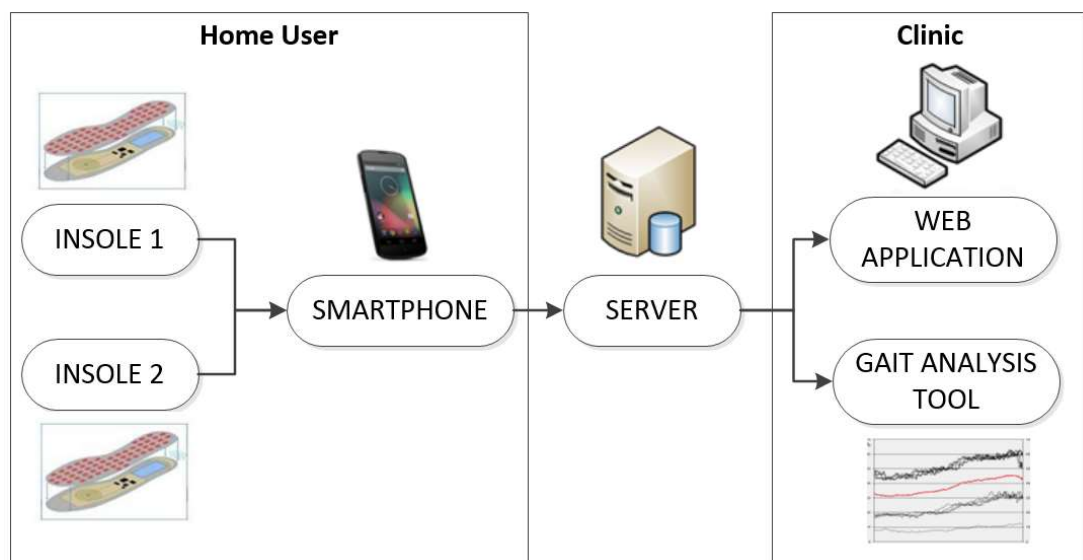 Home User
Clinic
INSOLE 1
WEB
APPLICATION
SMARTPHONE
SERVER
INSOLE 2
GAIT ANALYSIS
TOOL